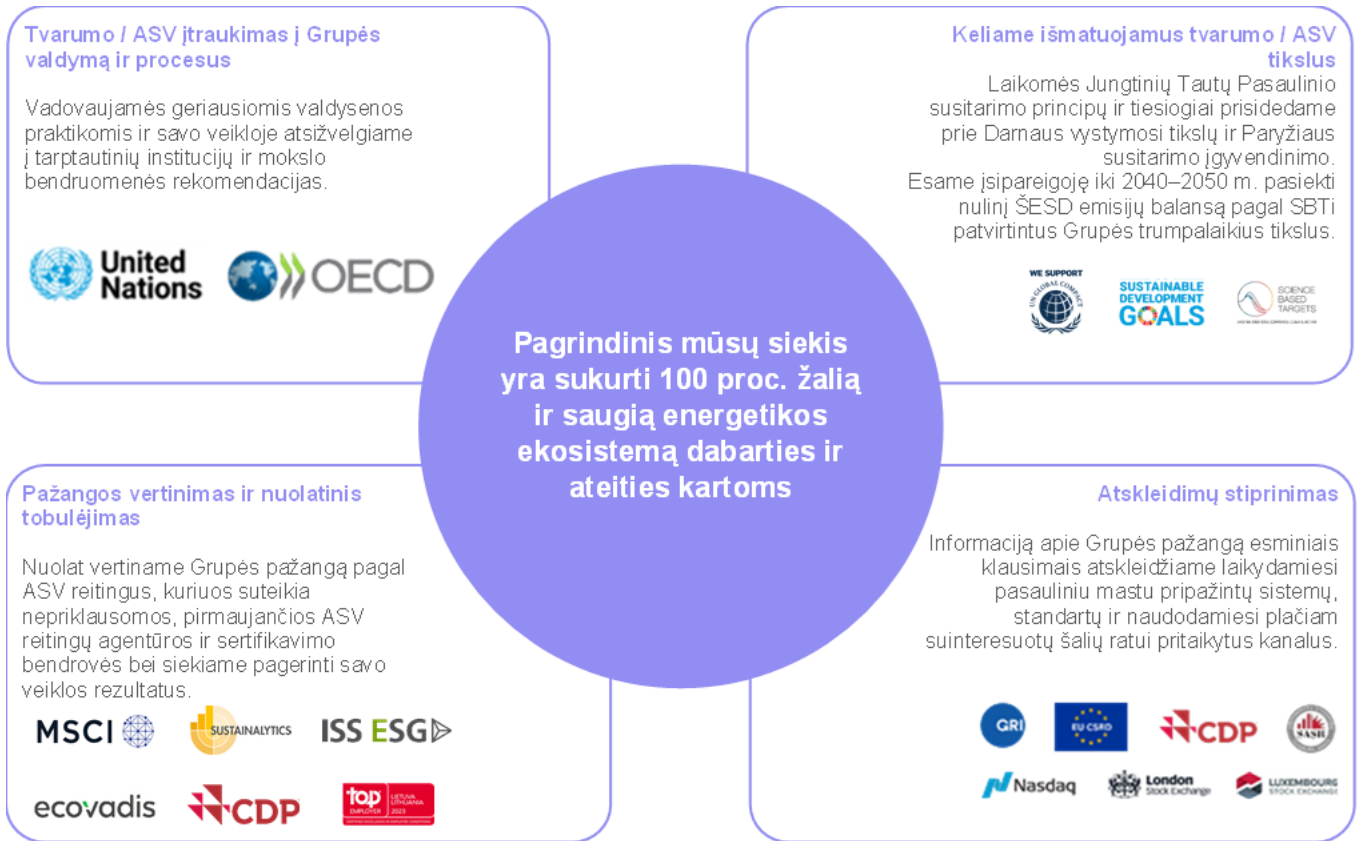 Tvarumo / ASV įtraukimas į Grupės
valdymą ir procesus
Vadovaujamės geriausiomis valdysenos
praktikomis ir savo veikloje atsižvelgiame
į tarptautinių institucijų ir mokslo
bendruomenės rekomendacijas.
United
Nations
OECD
Keliame išmatuojamus tvarumo / ASV
tikslus
Laikomės Jungtinių Tautų Pasaulinio
susitarimo principų ir tiesiogiai prisidedame
prie Darnaus vystymosi tikslų ir Paryžiaus
susitarimo įgyvendinimo.
Esame įsipareigoję iki 2040–2050 m. pasiekti
nulinį ŠESD emisijų balansą pagal SBTi
patvirtintus Grupės trumpalaikius tikslus.
WE SUPPORT
UN GLOBAL COMPACT
SUSTAINABLE
DEVELOPMENT
GOALS
SCIENCE
BASED
TARGETS
Pagrindinis mūsų siekis
yra sukurti 100 proc. žalią
ir saugią energetikos
ekosistemą dabarties ir
ateities kartoms
Pažangos vertinimas ir nuolatinis
tobulėjimas
Nuolat vertiname Grupės pažangą pagal
ASV reitingus, kuriuos suteikia
nepriklausomos, pirmaujančios ASV
reitingų agentūros ir sertifikavimo
bendrovės bei siekiame pagerinti savo
veiklos rezultatus.
MSCI
SUSTAINALYTICS
ISS ESG
ecovadis
CDP
top
EMPLOYER
LIETUVA
LITHUANIA
2023
Atskleidimų stiprinimas
Informaciją apie Grupės pažangą esminiais
klausimais atskleidžiame laikydamiesi
pasauliniu mastu pripažintų sistemų,
standartų ir naudodamiesi plačiam
suinteresuotų šalių ratui pritaikytus kanalus.
GRI
EU CSRD
CDP
SASB
Nasdaq
London
Stock Exchange
LUXEMBOURG
STOCK EXCHANGE